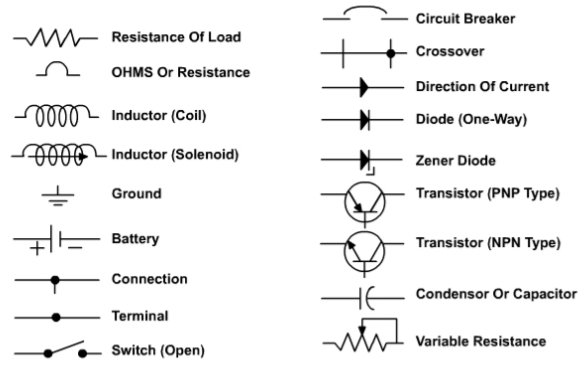 Resistance Of Load
OHMS Or Resistance
Inductor (Coil)
Inductor (Solenoid)
Ground
Battery
+ −
Connection
Terminal
Switch (Open)
Circuit Breaker
Crossover
Direction Of Current
Diode (One-Way)
Zener Diode
Transistor (PNP Type)
Transistor (NPN Type)
Condensor Or Capacitor
Variable Resistance